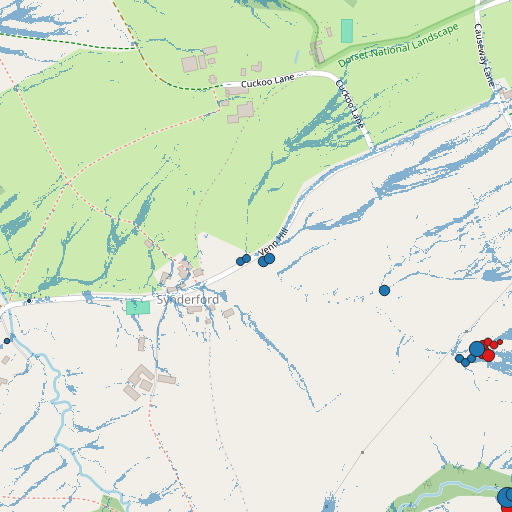 Causeway Lane
Dorset National Landscape
Cuckoo Lane
Cuckoo Lane
Venn Hill
Synderford